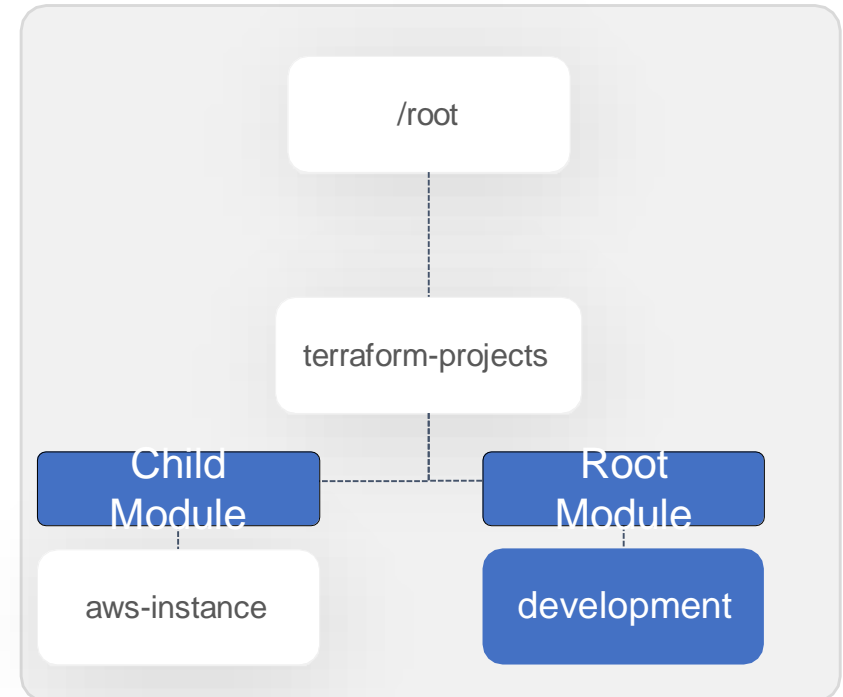 /root
terraform-projects
Child
Module
Root
Module
aws-instance
development